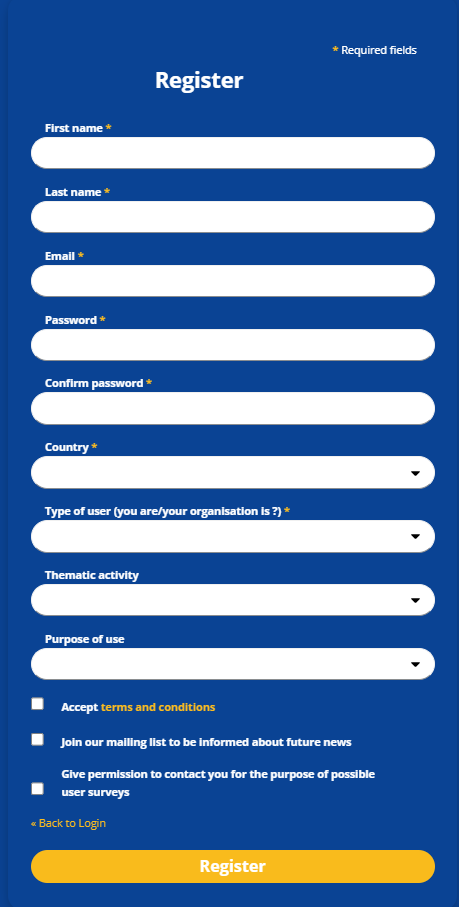 * Required fields
Register
First name *
Last name *
Email *
Password *
Confirm password *
Country *
Type of user (you are/your organisation is ?) *
Thematic activity
Purpose of use
Accept terms and conditions
Join our mailing list to be informed about future news
Give permission to contact you for the purpose of possible
user surveys
« Back to Login
Register